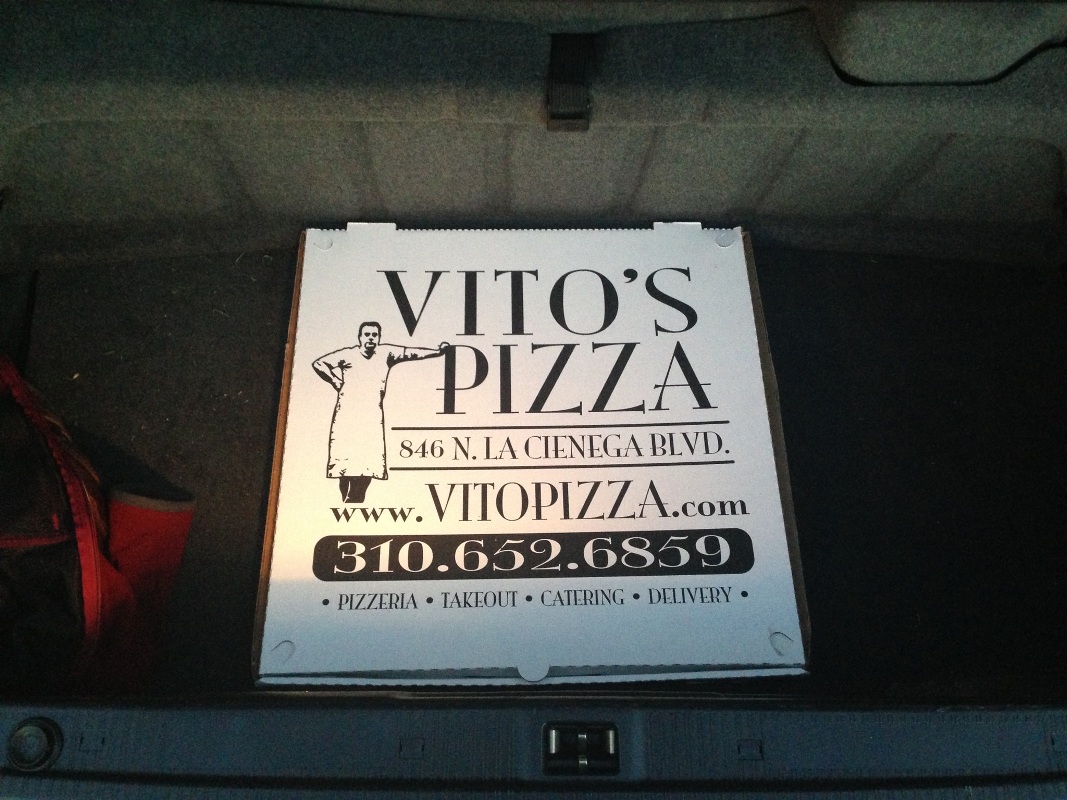 VITO'S
PIZZA
846 N. LA CIENEGA BLVD.
www.VITOPIZZA.com
310.652.6859
• PIZZERIA • TAKEOUT • CATERING • DELIVERY •